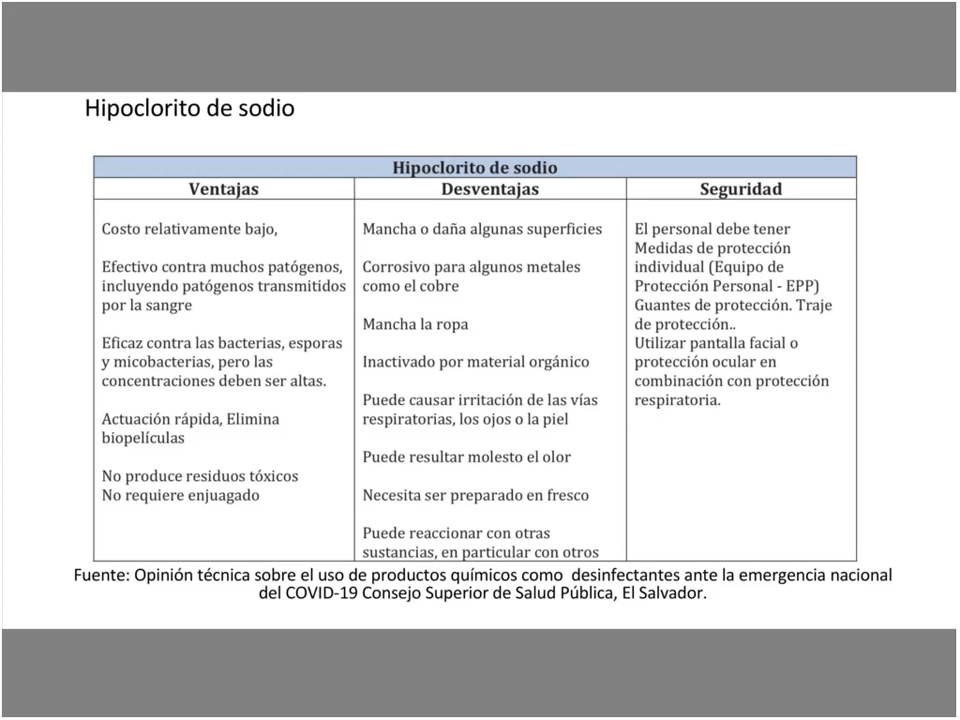 Hipoclorito de sodio
Hipoclorito de sodio
Ventajas
Desventajas
Seguridad
Costo relativamente bajo,
Efectivo contra muchos patógenos,
incluyendo patógenos transmitidos
por la sangre
Eficaz contra las bacterias, esporas
y micobacterias, pero las
concentraciones deben ser altas.
Actuación rápida, Elimina
biopelículas
No produce residuos tóxicos
No requiere enjuagado
Mancha o daña algunas superficies
Corrosivo para algunos metales
como el cobre
Mancha la ropa
Inactivado por material orgánico
Puede causar irritación de las vías
respiratorias, los ojos o la piel
Puede resultar molesto el olor
Necesita ser preparado en fresco
Puede reaccionar con otras
sustancias, en particular con otros
El personal debe tener
Medidas de protección
individual (Equipo de
Protección Personal - EPP)
Guantes de protección. Traje
de protección..
Utilizar pantalla facial o
protección ocular en
combinación con protección
respiratoria.
Fuente: Opinión técnica sobre el uso de productos químicos como desinfectantes ante la emergencia nacional
del COVID-19 Consejo Superior de Salud Pública, El Salvador.